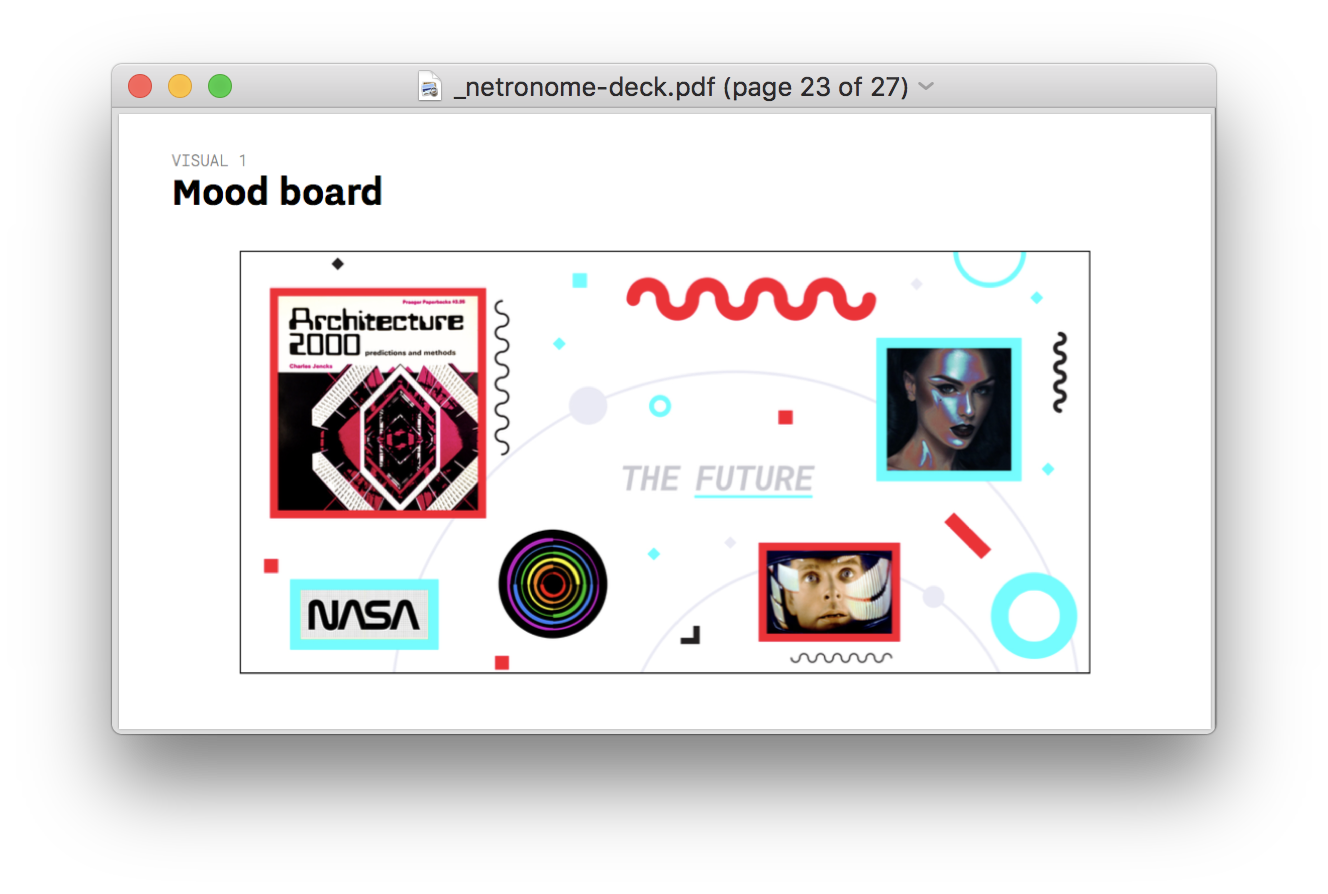 _netronome-deck.pdf (page 23 of 27)
VISUAL 1
Mood board
Praeger Paperbacks $3.95
Architecture
2000 predictions and methods
Charles Jencks
THE FUTURE
NASA